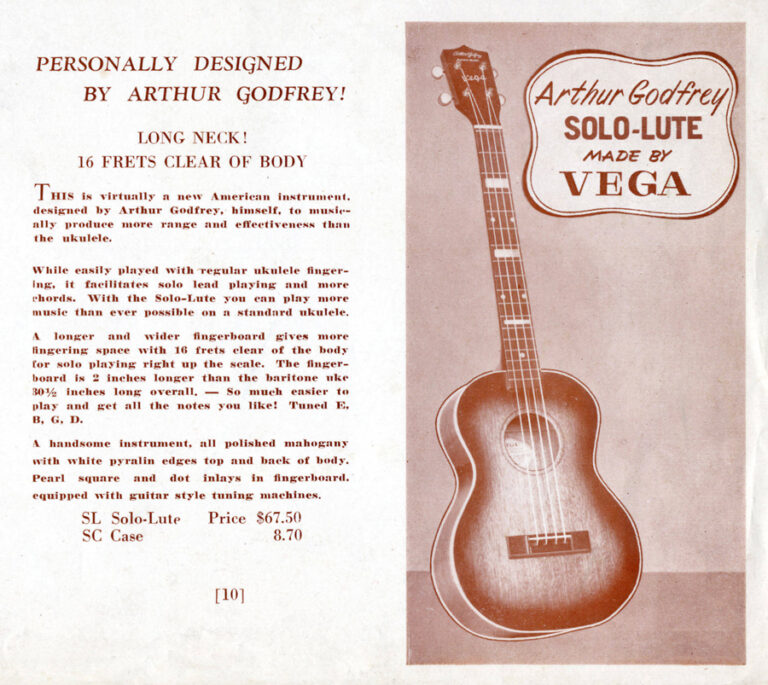 PERSONALLY DESIGNED
BY ARTHUR GODFREY!
LONG NECK!
16 FRETS CLEAR OF BODY
THIS is virtually a new American instrument,
designed by Arthur Godfrey, himself, to music-
ally produce more range and effectiveness than
the ukulele.
While easily played with regular ukulele finger-
ing, it facilitates solo lead playing and more
chords. With the Solo-Lute you can play more
music than ever possible on a standard ukulele.
A longer and wider fingerboard gives more
fingering space with 16 frets clear of the body
for solo playing right up the scale. The finger-
board is 2 inches longer than the baritone uke
30½ inches long overall. — So much easier to
play and get all the notes you like! Tuned E,
B, G, D.
A handsome instrument, all polished mahogany
with white pyralin edges top and back of body.
Pearl square and dot inlays in fingerboard,
equipped with guitar style tuning machines.
SL Solo-Lute Price $67.50
SC Case 8.70
[10]
Arthur Godfrey
SOLO-LUTE
MADE BY
VEGA
Arthur Godfrey
VEGA